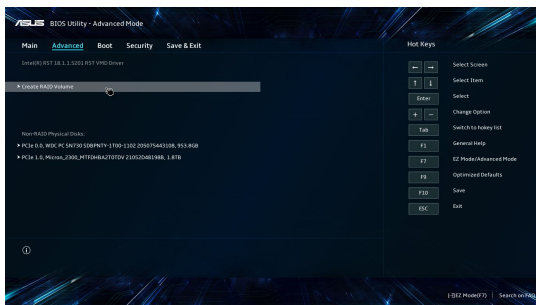 ASUS BIOS Utility - Advanced Mode
Main Advanced Boot Security Save & Exit
Hot Keys
Intel(R) RST 18.1.1.5201 RST VMD Driver
Create RAID Volume
Non-RAID Physical Disks:
PCIe 0.0, WDC PC SN730 SDBPNTY-1T00-1102 205075443108, 953.8GB
PCIe 1.0, Micron_2300_MTFDHBA2T0TDV 21052D4B198B, 1.8TB
← → Select Screen
↑ ↓ Select Item
Enter Select
+ − Change Option
Tab Switch to hokey list
F1 General Help
F7 EZ Mode/Advanced Mode
F9 Optimized Defaults
F10 Save
ESC Exit
EZ Mode(F7) | Search on FAQ